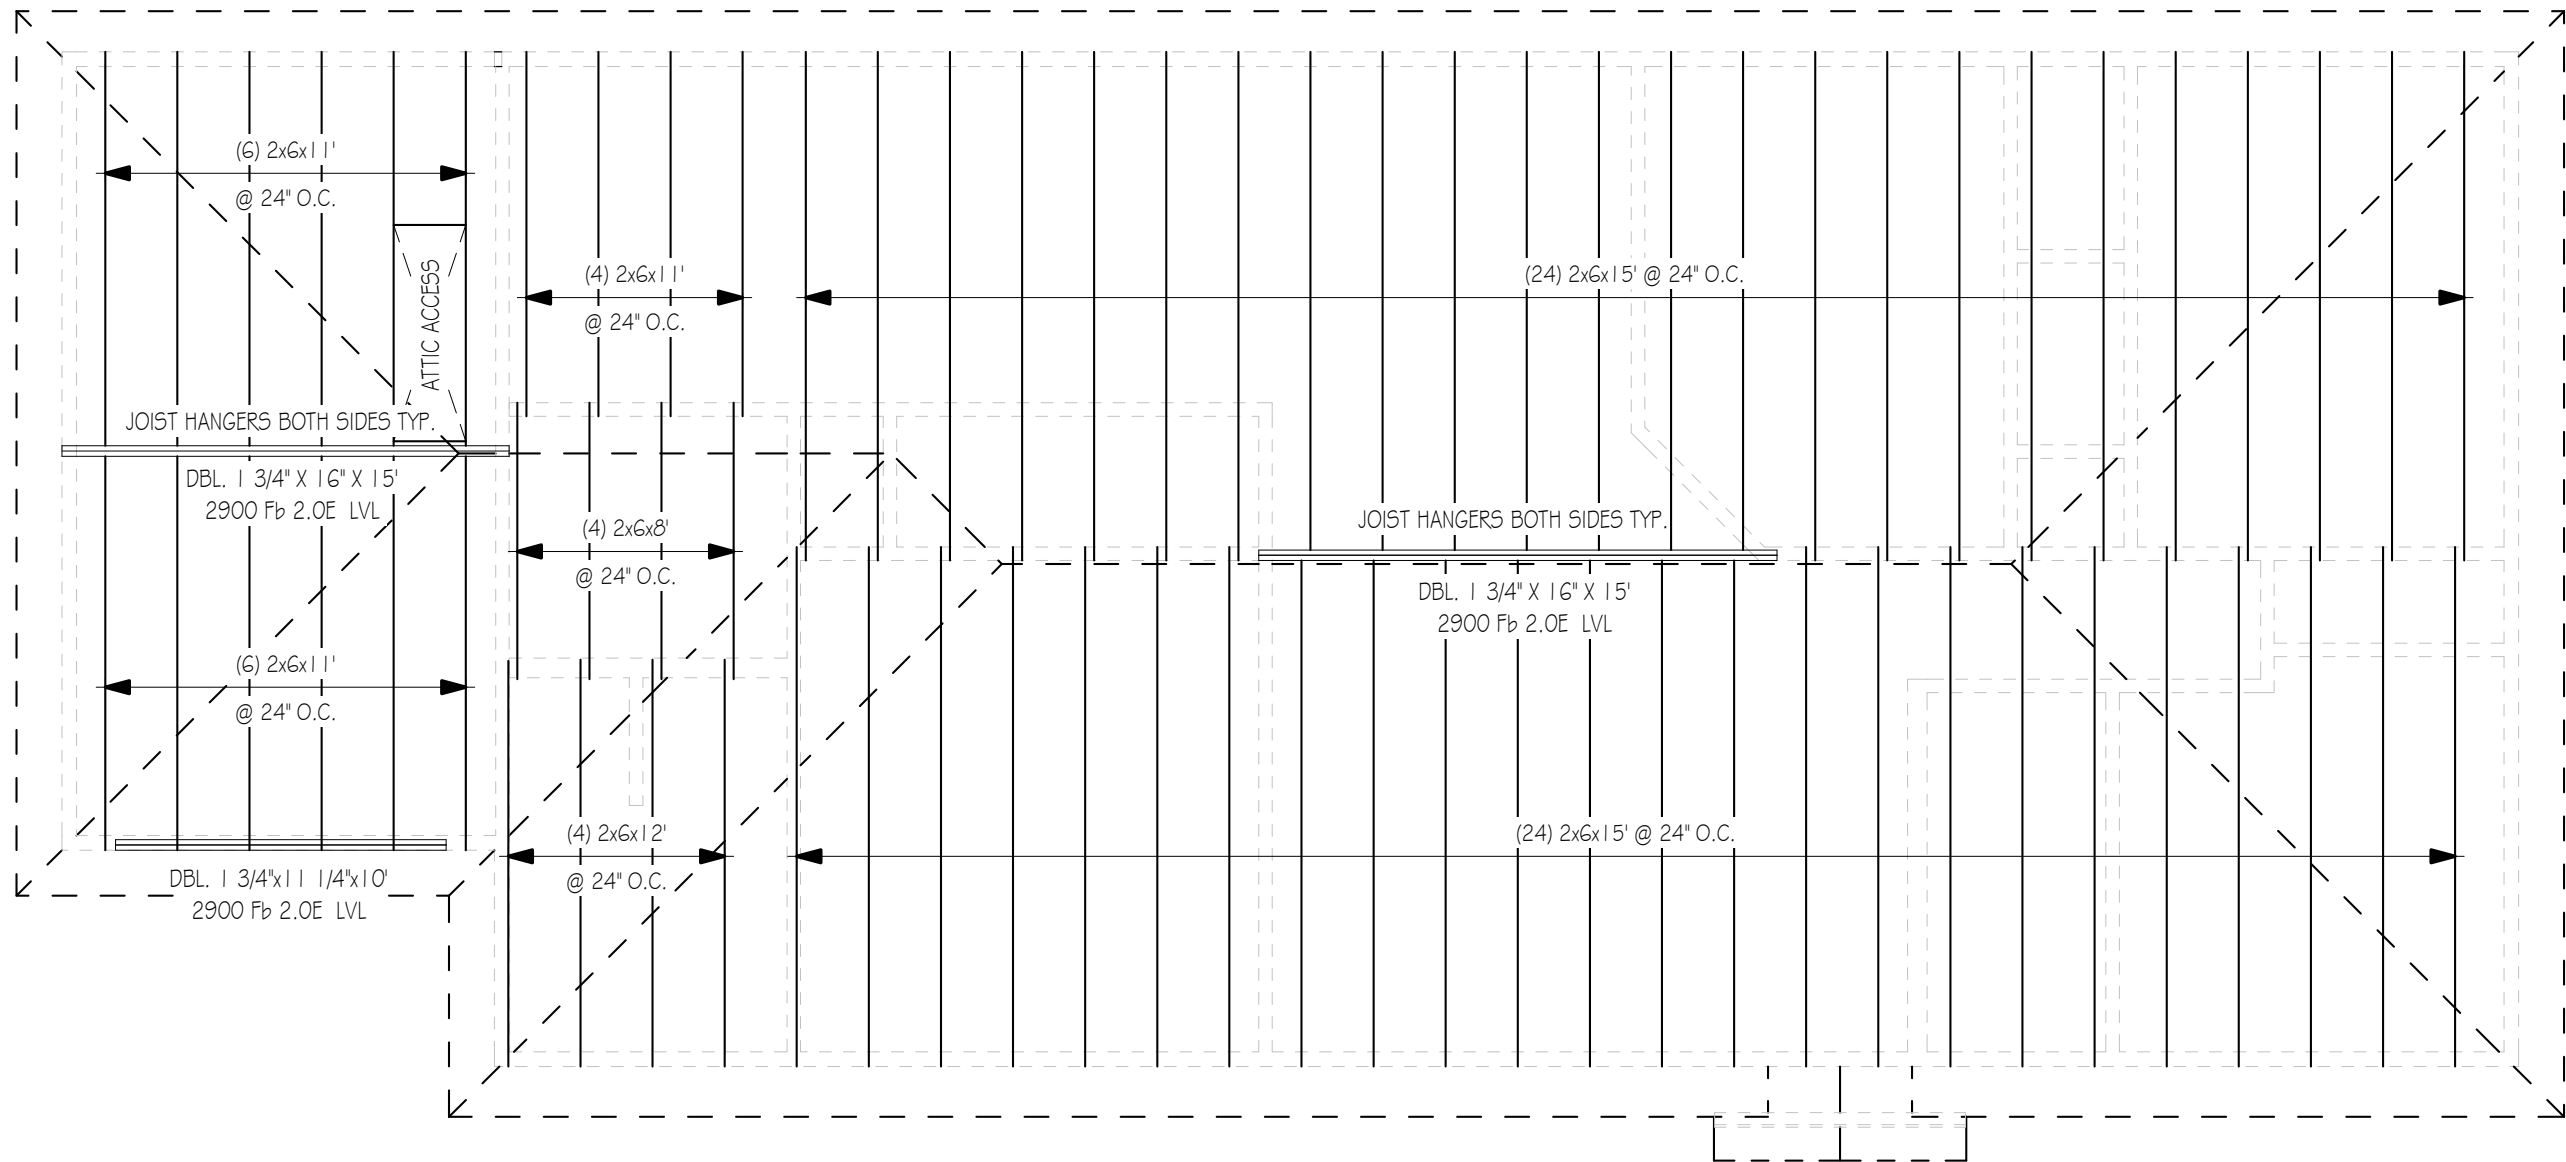 (6) 2x6x11'
@ 24" O.C.
ATTIC ACCESS
(4) 2x6x11'
@ 24" O.C.
(24) 2x6x15' @ 24" O.C.
JOIST HANGERS BOTH SIDES TYP.
DBL. 1 3/4" X 16" X 15'
2900 Fb 2.0E LVL
(4) 2x6x8'
@ 24" O.C.
JOIST HANGERS BOTH SIDES TYP.
DBL. 1 3/4" X 16" X 15'
2900 Fb 2.0E LVL
(6) 2x6x11'
@ 24" O.C.
(4) 2x6x12'
@ 24" O.C.
(24) 2x6x15' @ 24" O.C.
DBL. 1 3/4"x11 1/4"x10'
2900 Fb 2.0E LVL